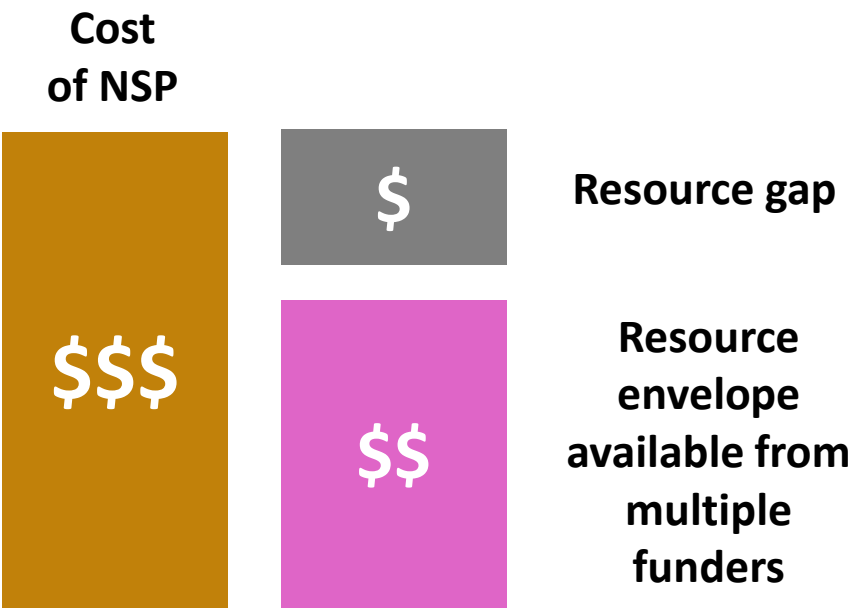 Cost
of NSP
$
Resource gap
$$$
$$
Resource
envelope
available from
multiple
funders